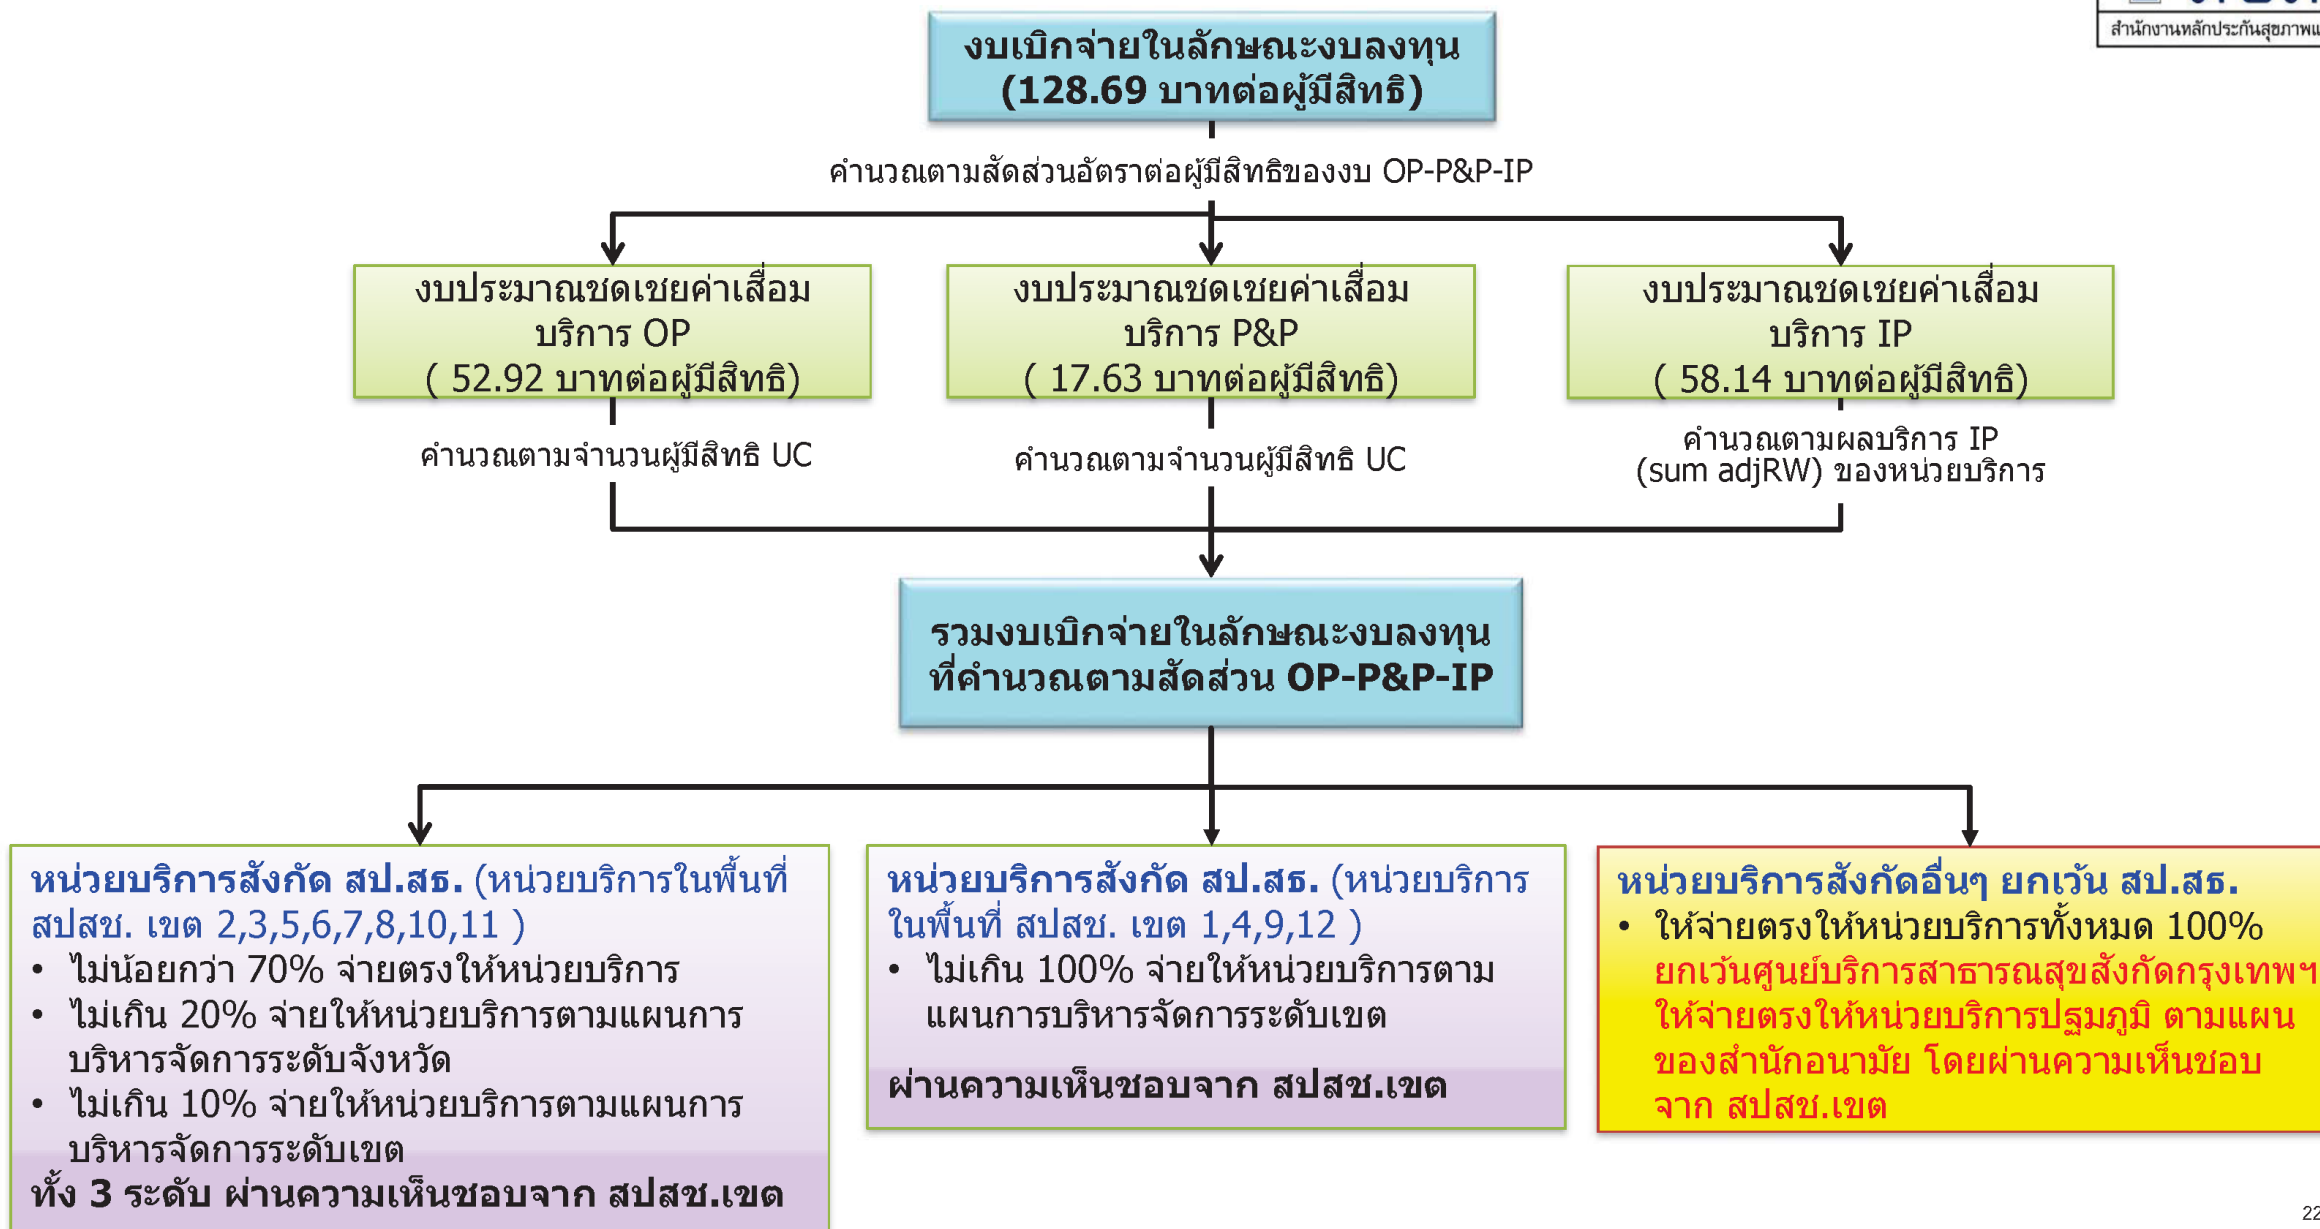 สำนักงานหลักประกันสุขภาพแ
งบเบิกจ่ายในลักษณะงบลงทุน
(128.69 บาทต่อผู้มีสิทธิ)
คำนวณตามสัดส่วนอัตราต่อผู้มีสิทธิของงบ OP-P&P-IP
งบประมาณชดเชยค่าเสื่อม
บริการ OP
( 52.92 บาทต่อผู้มีสิทธิ)
งบประมาณชดเชยค่าเสื่อม
บริการ P&P
( 17.63 บาทต่อผู้มีสิทธิ)
งบประมาณชดเชยค่าเสื่อม
บริการ IP
( 58.14 บาทต่อผู้มีสิทธิ)
คำนวณตามจำนวนผู้มีสิทธิ UC
คำนวณตามจำนวนผู้มีสิทธิ UC
คำนวณตามผลบริการ IP
(sum adjRW) ของหน่วยบริการ
รวมงบเบิกจ่ายในลักษณะงบลงทุน
ที่คำนวณตามสัดส่วน OP-P&P-IP
หน่วยบริการสังกัด สป.สธ. (หน่วยบริการในพื้นที่
สปสช. เขต 2,3,5,6,7,8,10,11 )
• ไม่น้อยกว่า 70% จ่ายตรงให้หน่วยบริการ
• ไม่เกิน 20% จ่ายให้หน่วยบริการตามแผนการ
บริหารจัดการระดับจังหวัด
• ไม่เกิน 10% จ่ายให้หน่วยบริการตามแผนการ
บริหารจัดการระดับเขต
ทั้ง 3 ระดับ ผ่านความเห็นชอบจาก สปสช.เขต
หน่วยบริการสังกัด สป.สธ. (หน่วยบริการ
ในพื้นที่ สปสช. เขต 1,4,9,12 )
• ไม่เกิน 100% จ่ายให้หน่วยบริการตาม
แผนการบริหารจัดการระดับเขต
ผ่านความเห็นชอบจาก สปสช.เขต
หน่วยบริการสังกัดอื่นๆ ยกเว้น สป.สธ.
• ให้จ่ายตรงให้หน่วยบริการทั้งหมด 100%
ยกเว้นศูนย์บริการสาธารณสุขสังกัดกรุงเทพฯ
ให้จ่ายตรงให้หน่วยบริการปฐมภูมิ ตามแผน
ของสำนักอนามัย โดยผ่านความเห็นชอบ
จาก สปสช.เขต
22